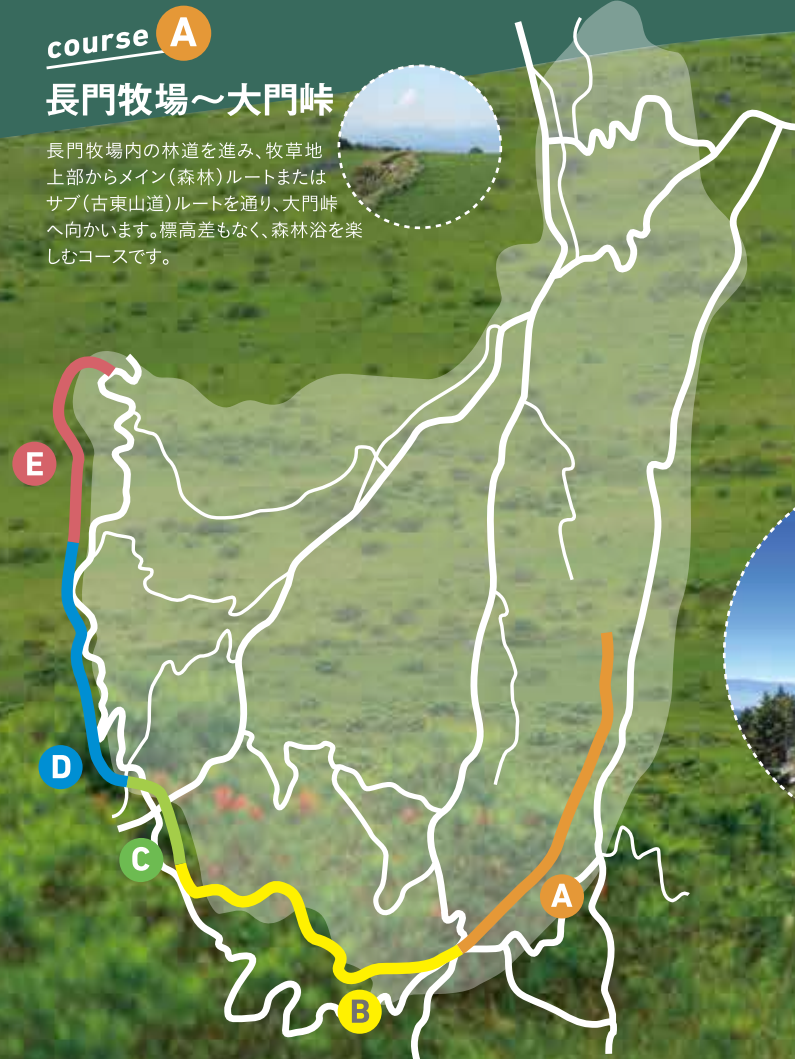 course A
長門牧場～大門峠
長門牧場内の林道を進み、牧草地
上部からメイン（森林）ルートまたは
サブ（古東山道）ルートを通り、大門峠
へ向かいます。標高差もなく、森林浴を楽
しむコースです。
E
D
C
A
B